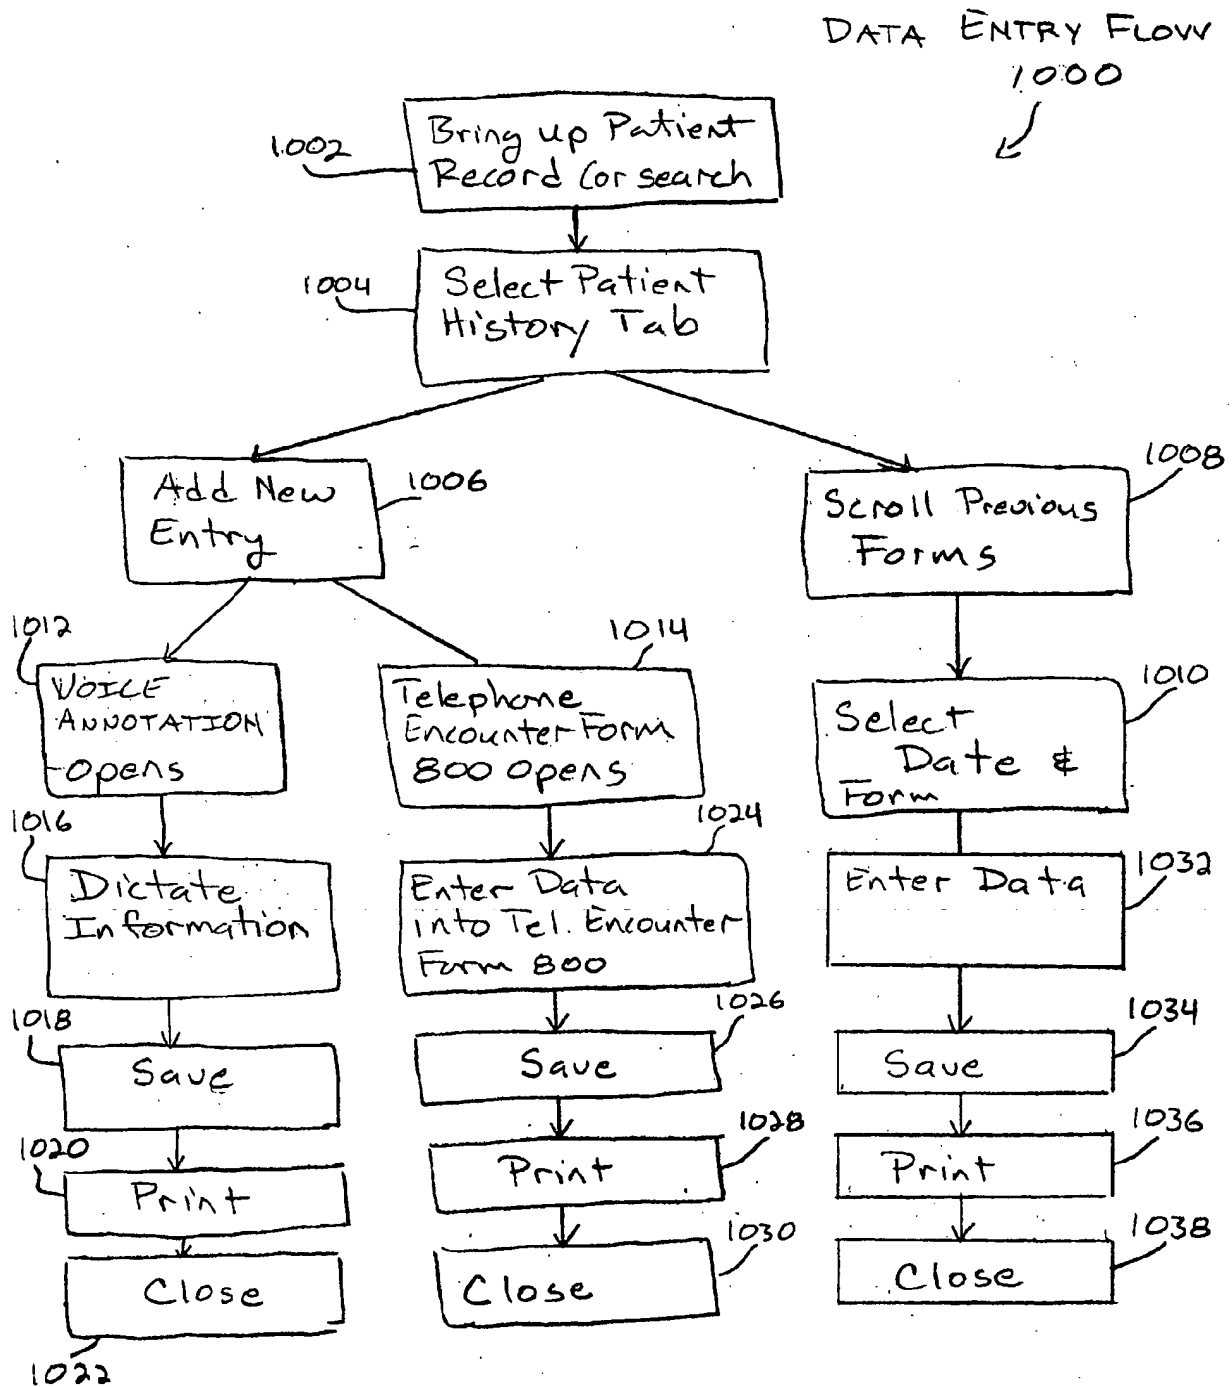 DATA ENTRY FLOW
1000
1002
Bring up Patient
Record (or search
1004
Select Patient
History Tab
1006
Add New
Entry
1008
Scroll Previous
Forms
1012
VOICE
ANNOTATION
Opens
1014
Telephone
Encounter Form
800 Opens
1010
Select
Date &
Form
1016
Dictate
Information
1024
Enter Data
into Tel. Encounter
Form 800
1032
Enter Data
1018
Save
1026
Save
1034
Save
1020
Print
1028
Print
1036
Print
Close
1022
1030
Close
1038
Close